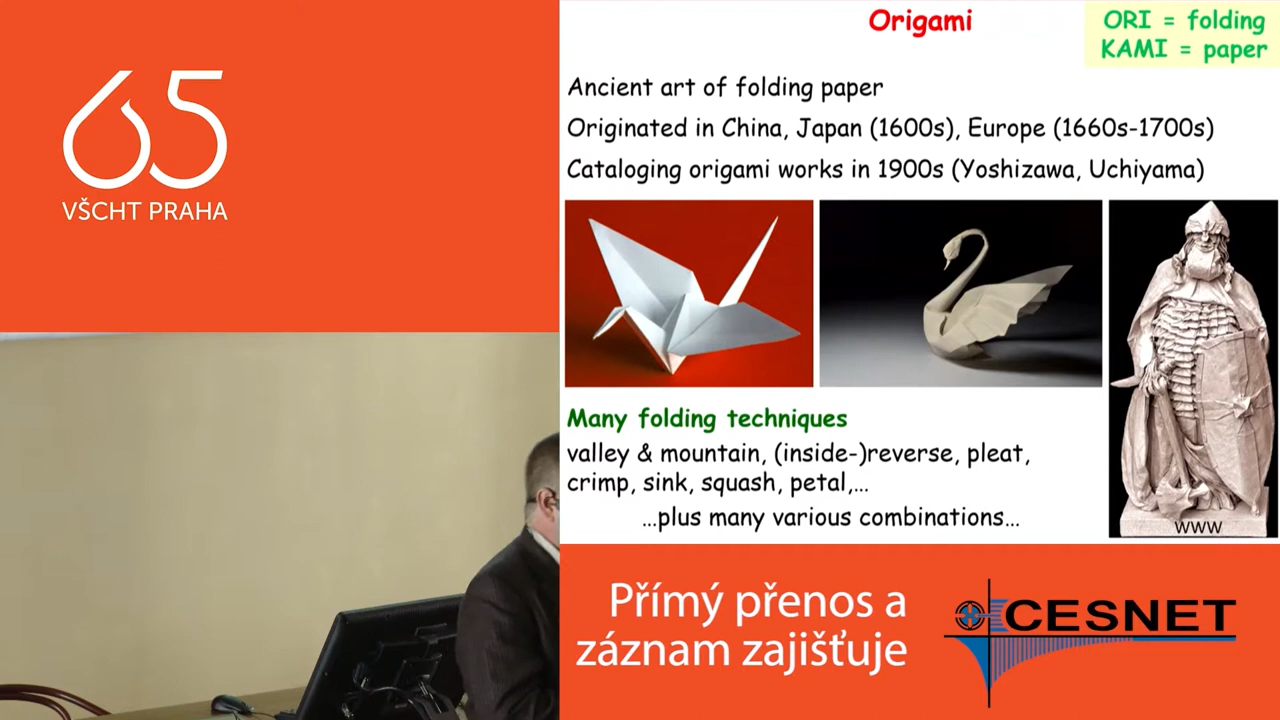 65
VŠCHT PRAHA
Origami
ORI = folding
KAMI = paper
Ancient art of folding paper
Originated in China, Japan (1600s), Europe (1660s-1700s)
Cataloging origami works in 1900s (Yoshizawa, Uchiyama)
Many folding techniques
valley & mountain, (inside-)reverse, pleat,
crimp, sink, squash, petal,...
...plus many various combinations...
www
Přímý přenos a
záznam zajišťuje
CESNET